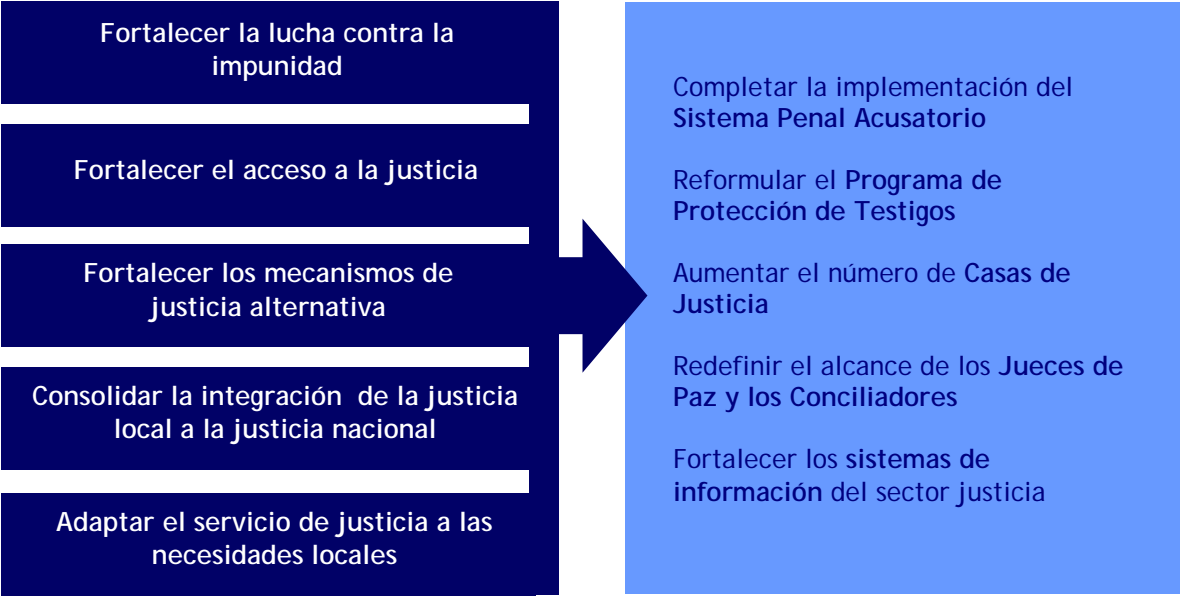 Fortalecer la lucha contra la
impunidad
Fortalecer el acceso a la justicia
Fortalecer los mecanismos de
justicia alternativa
Consolidar la integración de la justicia
local a la justicia nacional
Adaptar el servicio de justicia a las
necesidades locales
Completar la implementación del
Sistema Penal Acusatorio
Reformular el Programa de
Protección de Testigos
Aumentar el número de Casas de
Justicia
Redefinir el alcance de los Jueces de
Paz y los Conciliadores
Fortalecer los sistemas de
información del sector justicia